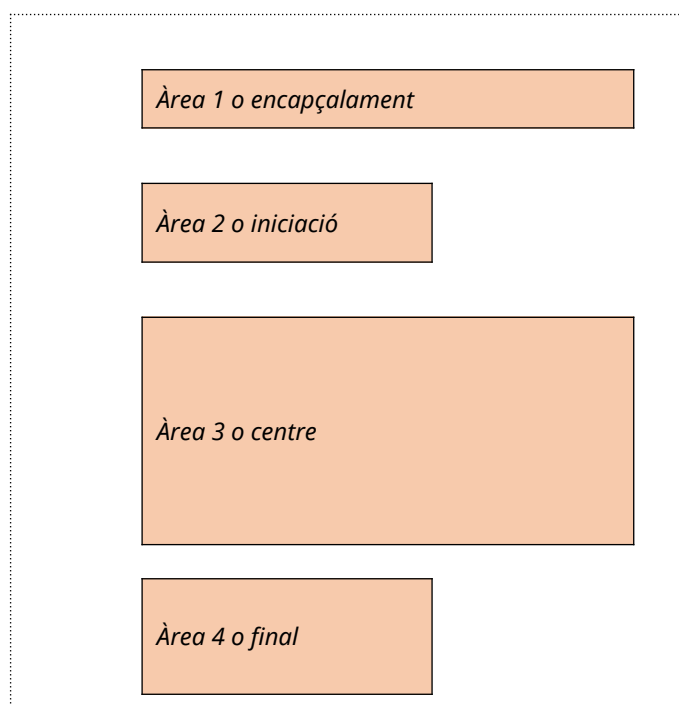 Àrea 1 o encapçalament
Àrea 2 o iniciació
Àrea 3 o centre
Àrea 4 o final